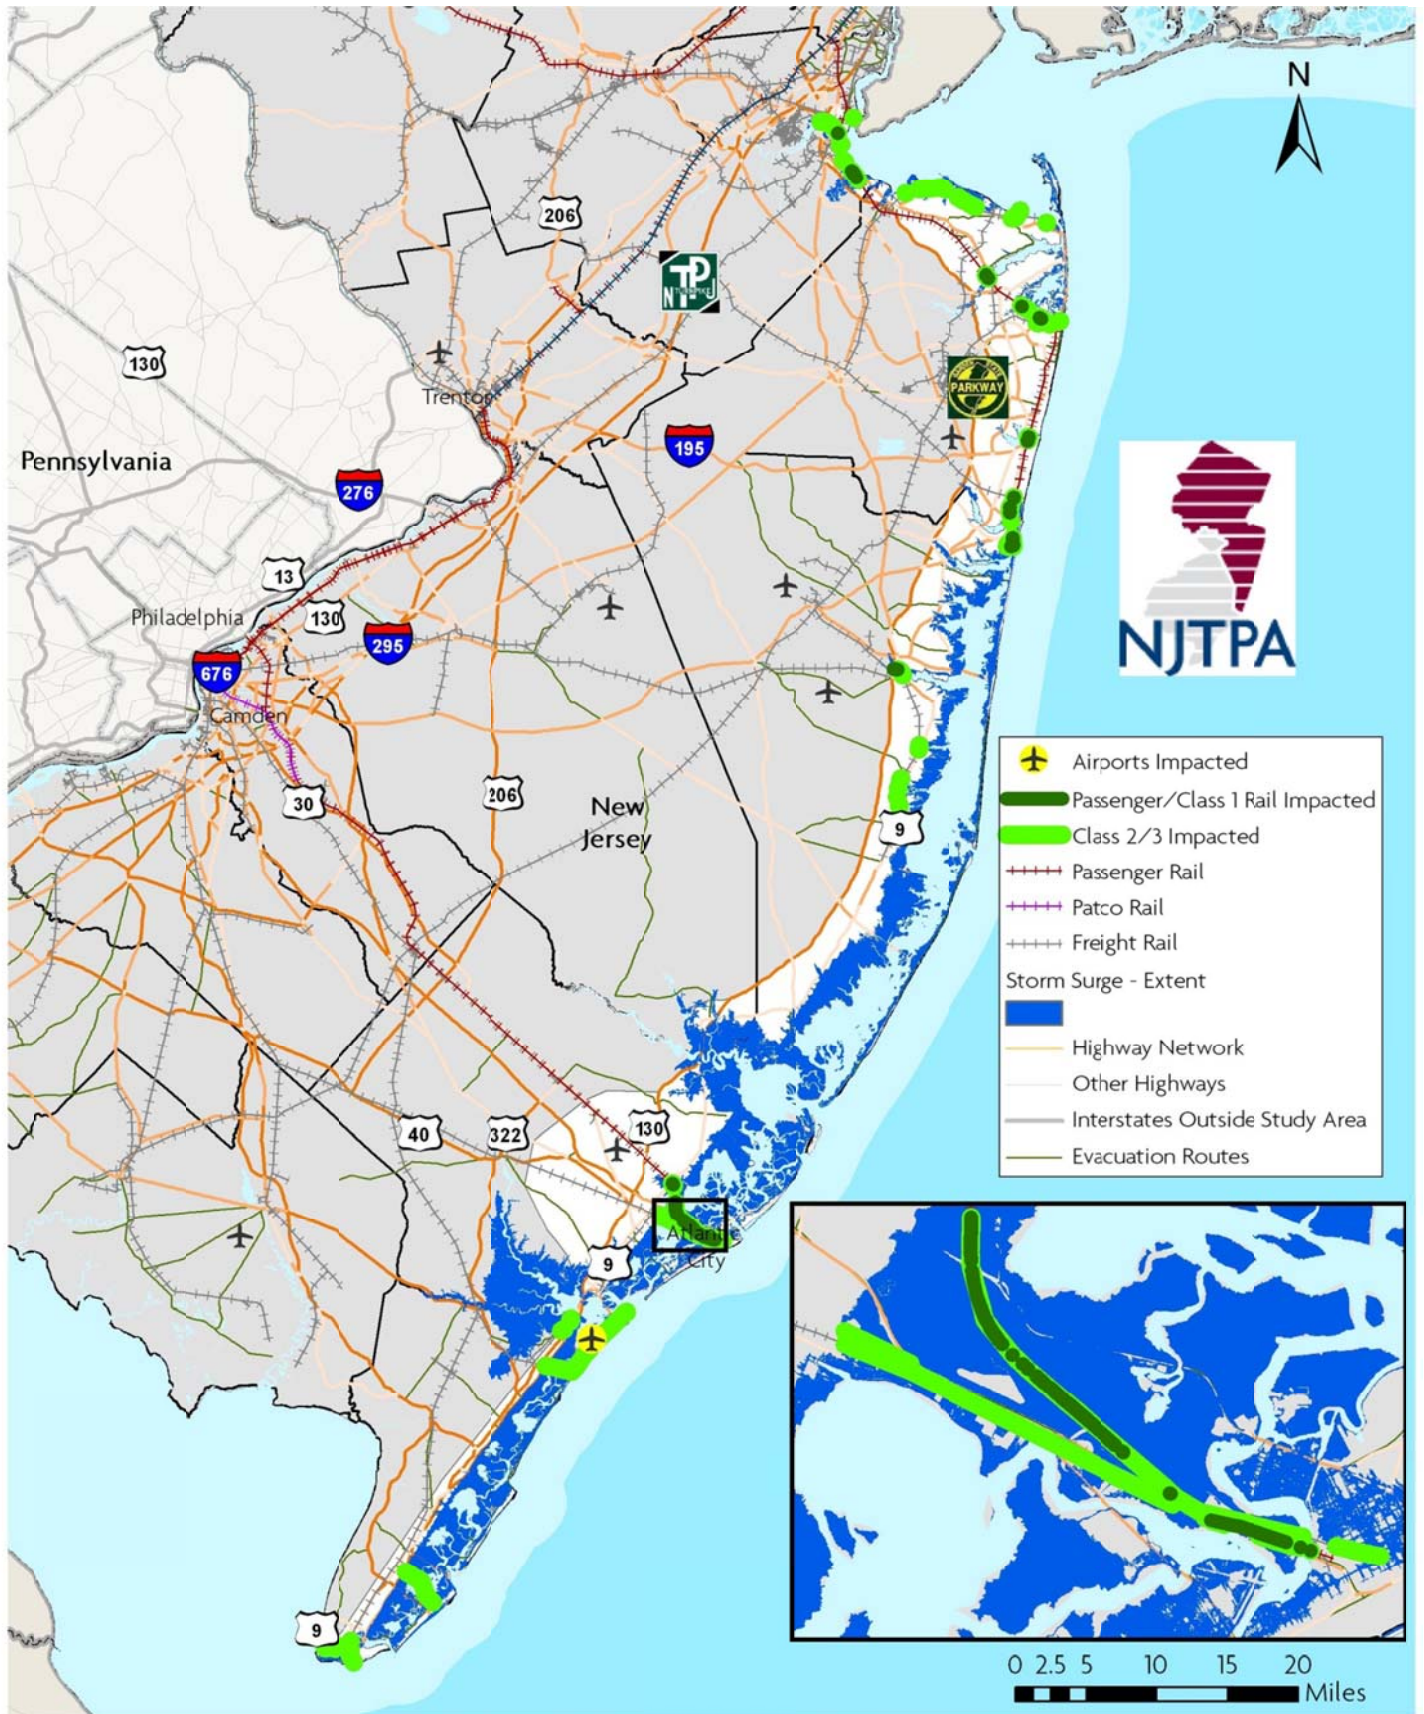 N
206
NTPJ
TURNPIKE
130
PARKWAY
Trenton
195
Pennsylvania
276
NJTPA
13
Philadelphia
130
295
676
Camden
Airports Impacted
30
206
New
Jersey
Passenger/Class 1 Rail Impacted
9
Class 2/3 Impacted
Passenger Rail
Patco Rail
Freight Rail
Storm Surge - Extent
Highway Network
Other Highways
40
322
130
Interstates Outside Study Area
Evacuation Routes
Atlantic
City
9
9
0 2.5 5 10 15 20
Miles